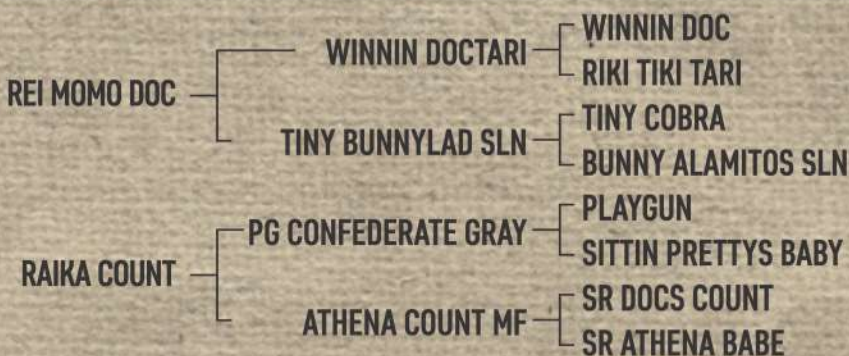 WINNIN DOC
WINNIN DOCTARI
RIKI TIKI TARI
REI MOMO DOC
TINY COBRA
TINY BUNNYLAD SLN
BUNNY ALAMITOS SLN
PLAYGUN
PG CONFEDERATE GRAY
SITTIN PRETTYS BABY
RAIKA COUNT
SR DOCS COUNT
ATHENA COUNT MF
SR ATHENA BABE